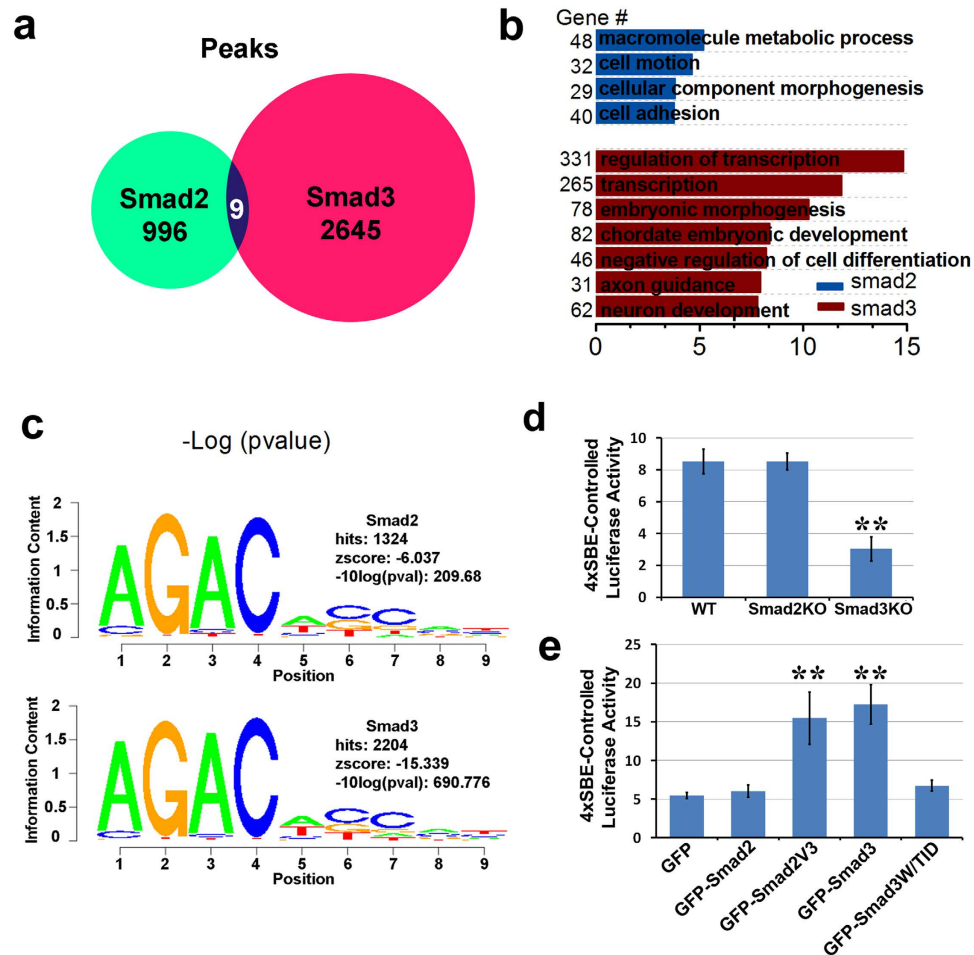 a
Peaks
Smad2
996
9
Smad3
2645
b
Gene #
48 macromolecule metabolic process
32 cell motion
29 cellular component morphogenesis
40 cell adhesion
331 regulation of transcription
265 transcription
78 embryonic morphogenesis
82 chordate embryonic development
46 negative regulation of cell differentiation
31 axon guidance
62 neuron development
smad2
smad3
0 5 10 15
c
-Log (pvalue)
Information Content
2
1.5
1
0.5
0
AGAC
Smad2
hits: 1324
zscore: -6.037
-10log(pval): 209.68
1 2 3 4 5 6 7 8 9
Position
Information Content
2
1.5
1
0.5
0
AGAC
Smad3
hits: 2204
zscore: -15.339
-10log(pval): 690.776
1 2 3 4 5 6 7 8 9
Position
d
4xSBE-Controlled
Luciferase Activity
10
8
6
4
2
0
**
WT Smad2KO Smad3KO
e
4xSBE-Controlled
Luciferase Activity
25
20
15
10
5
0
** **
GFP
GFP-Smad2
GFP-Smad2V3
GFP-Smad3
GFP-Smad3W/TID